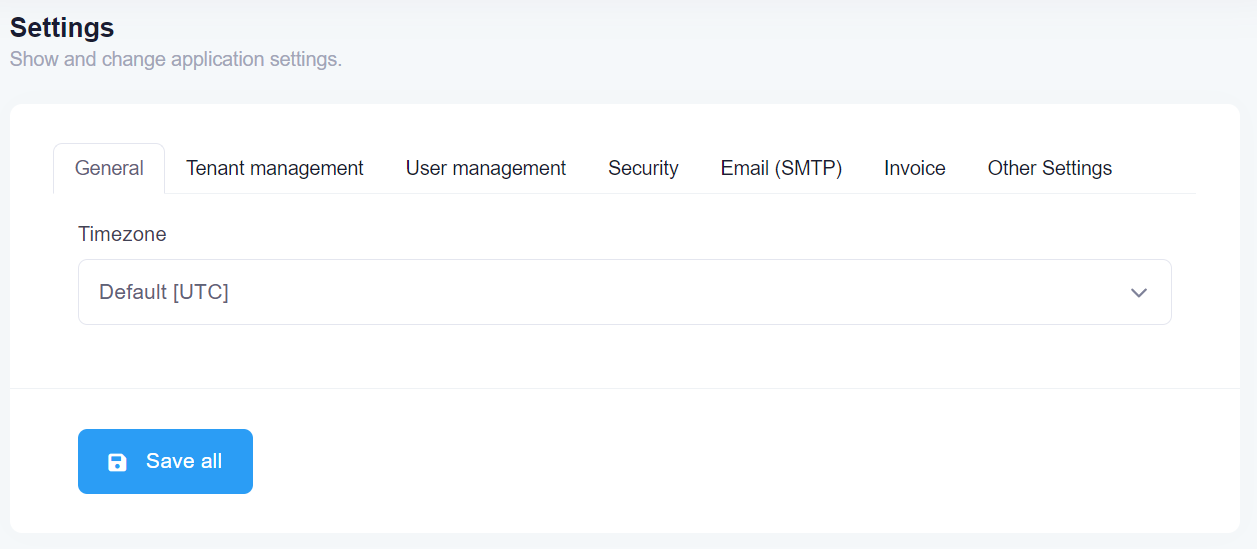 Settings
Show and change application settings.
General Tenant management User management Security Email (SMTP) Invoice Other Settings
Timezone
Default [UTC]
Save all